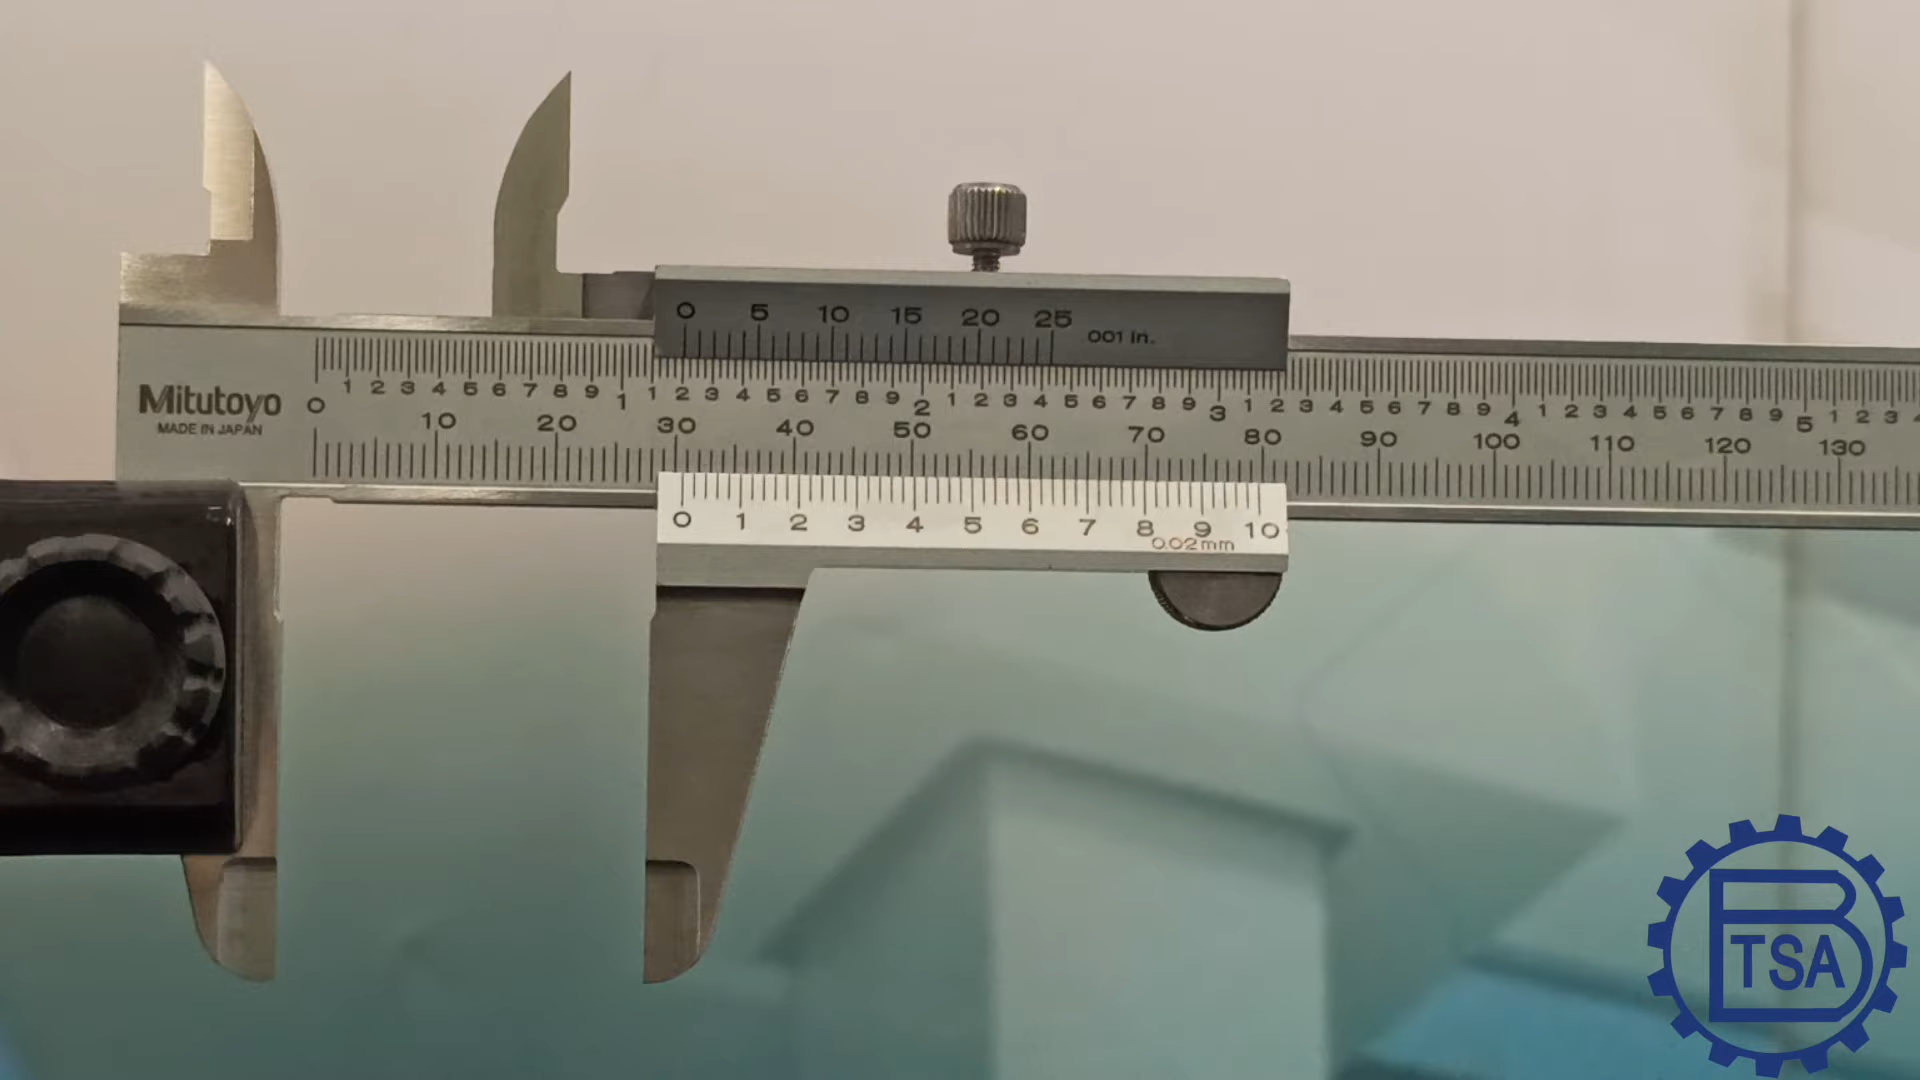 0 5 10 15 20 25
.001 in.
1 2 3 4 5 6 7 8 9 1 1 2 3 4 5 6 7 8 9 2 1 2 3 4 5 6 7 8 9 3 1 2 3 4 5 6 7 8 9 4 1 2 3 4 5 6 7 8 9 5 1 2 3
Mitutoyo
MADE IN JAPAN
0 10 20 30 40 50 60 70 80 90 100 110 120 130
0 1 2 3 4 5 6 7 8 9 10
0.02mm
B
TSA